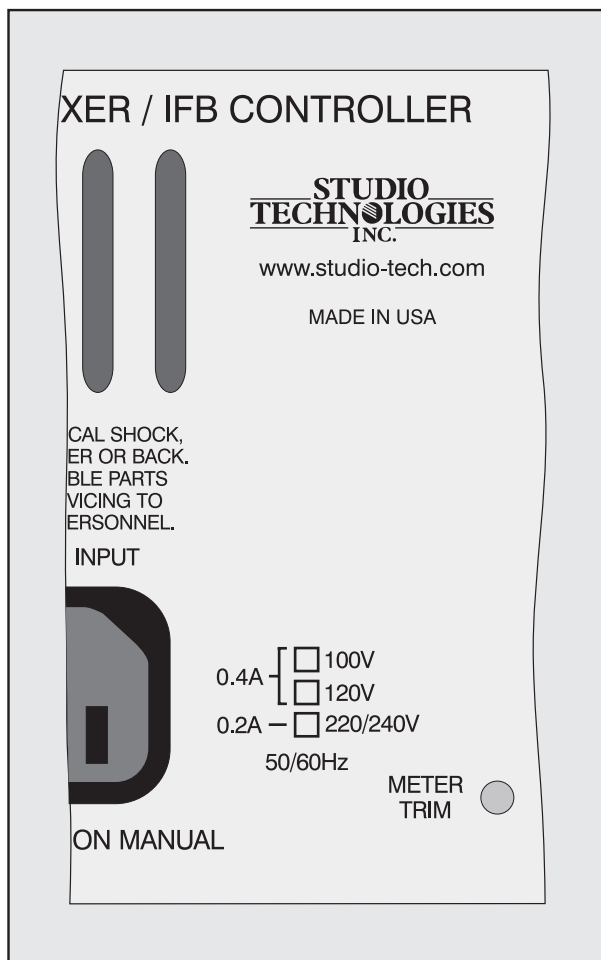 XER / IFB CONTROLLER
STUDIO
TECHNOLOGIES
INC.
www.studio-tech.com
MADE IN USA
CAL SHOCK,
ER OR BACK.
BLE PARTS
VICING TO
ERSONNEL.
INPUT
0.4A
100V
120V
0.2A
220/240V
50/60Hz
METER
TRIM
ON MANUAL